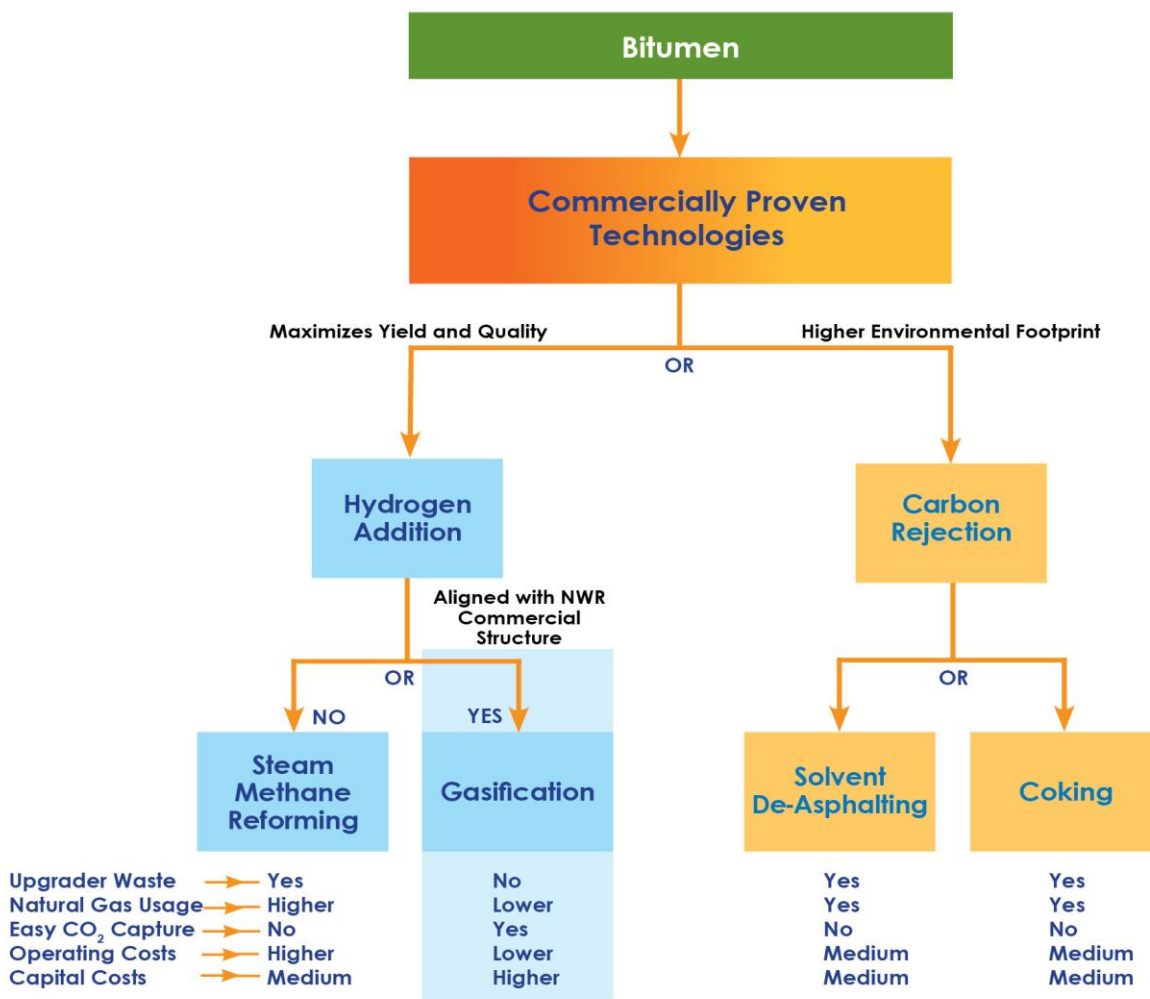 Bitumen
Commercially Proven
Technologies
Maximizes Yield and Quality
Higher Environmental Footprint
OR
Hydrogen
Addition
Carbon
Rejection
Aligned with NWR
Commercial
Structure
OR
OR
NO
YES
Steam
Methane
Reforming
Gasification
Solvent
De-Asphalting
Coking
Upgrader Waste Yes No Yes Yes
Natural Gas Usage Higher Lower Yes Yes
Easy CO₂ Capture No Yes No No
Operating Costs Higher Lower Medium Medium
Capital Costs Medium Higher Medium Medium